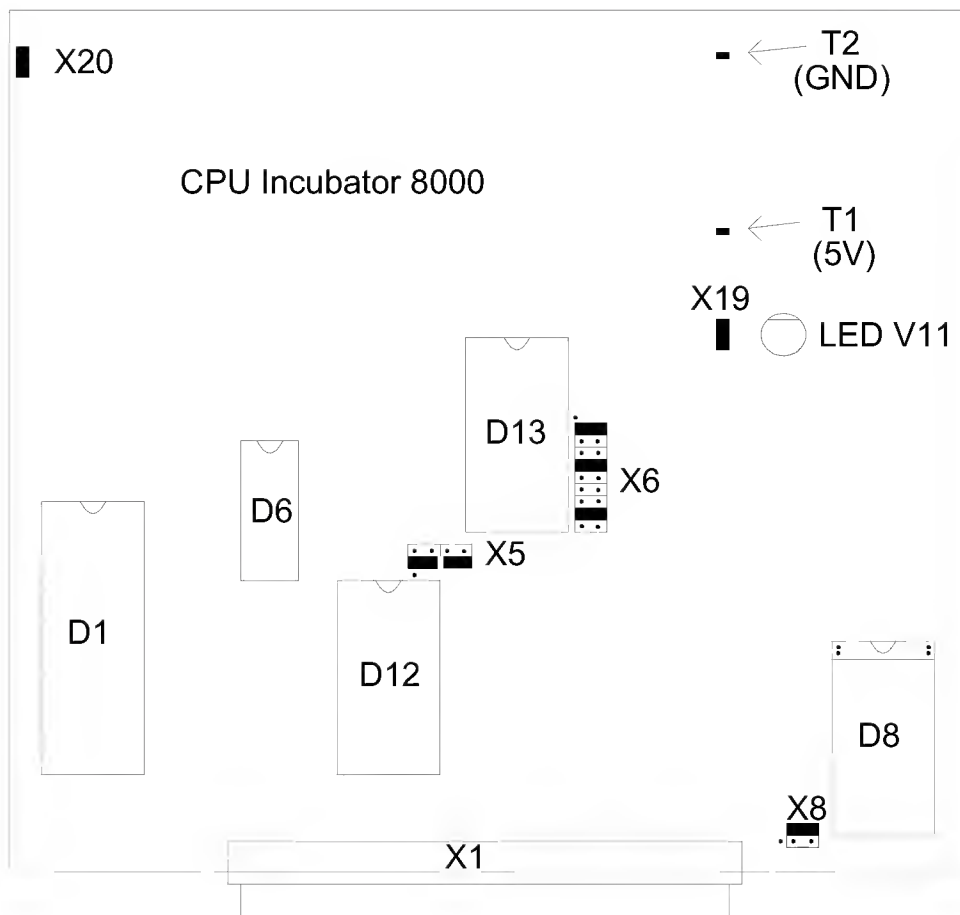 X20
T2
(GND)
CPU Incubator 8000
T1
(5V)
X19
LED V11
D13
X6
D6
X5
D1
D12
D8
X8
X1